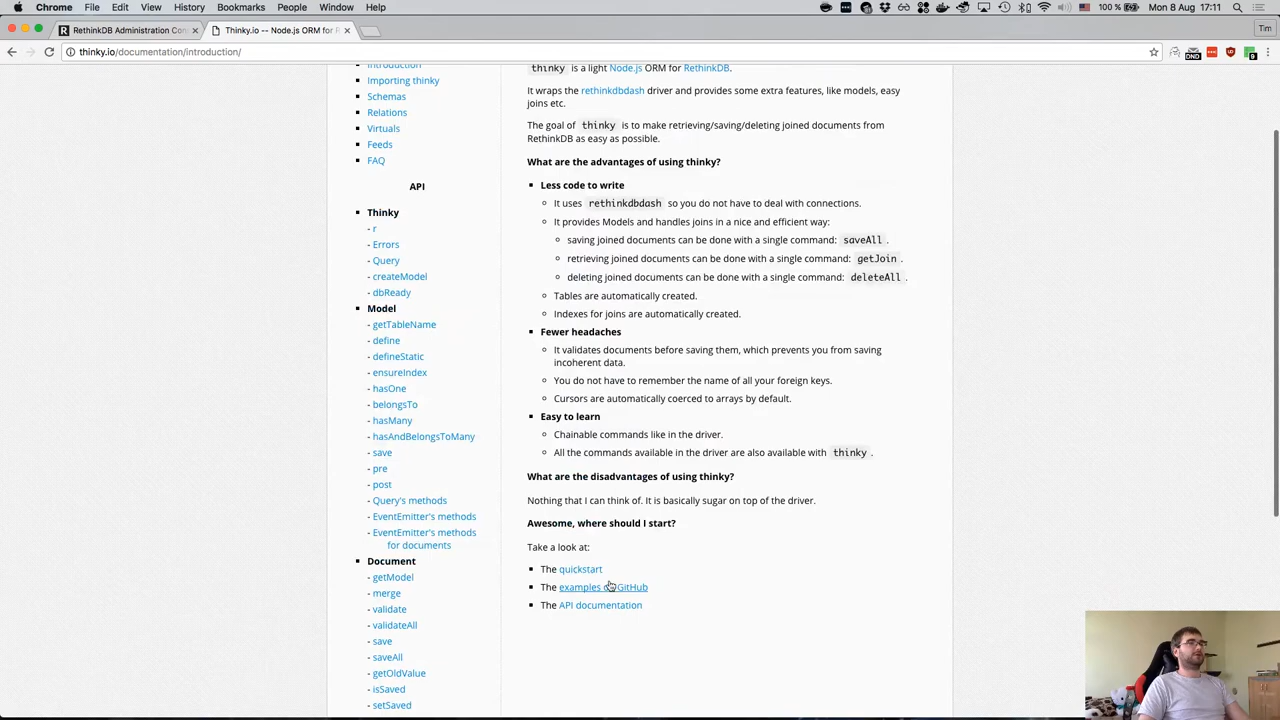 Chrome File Edit View History Bookmarks People Window Help
100 % Mon 8 Aug 17:11
RethinkDB Administration Con
Thinky.io -- Node.js ORM for R
Tim
thinky.io/documentation/introduction/
Introduction
Importing thinky
Schemas
Relations
Virtuals
Feeds
FAQ
API
Thinky
- r
- Errors
- Query
- createModel
- dbReady
Model
- getTableName
- define
- defineStatic
- ensureIndex
- hasOne
- belongsTo
- hasMany
- hasAndBelongsToMany
- save
- pre
- post
- Query's methods
- EventEmitter's methods
- EventEmitter's methods
for documents
Document
- getModel
- merge
- validate
- validateAll
- save
- saveAll
- getOldValue
- isSaved
- setSaved
thinky is a light Node.js ORM for RethinkDB.
It wraps the rethinkdbdash driver and provides some extra features, like models, easy
joins etc.
The goal of thinky is to make retrieving/saving/deleting joined documents from
RethinkDB as easy as possible.
What are the advantages of using thinky?
Less code to write
It uses rethinkdbdash so you do not have to deal with connections.
It provides Models and handles joins in a nice and efficient way:
saving joined documents can be done with a single command: saveAll .
retrieving joined documents can be done with a single command: getJoin .
deleting joined documents can be done with a single command: deleteAll .
Tables are automatically created.
Indexes for joins are automatically created.
Fewer headaches
It validates documents before saving them, which prevents you from saving
incoherent data.
You do not have to remember the name of all your foreign keys.
Cursors are automatically coerced to arrays by default.
Easy to learn
Chainable commands like in the driver.
All the commands available in the driver are also available with thinky .
What are the disadvantages of using thinky?
Nothing that I can think of. It is basically sugar on top of the driver.
Awesome, where should I start?
Take a look at:
The quickstart
The examples on GitHub
The API documentation